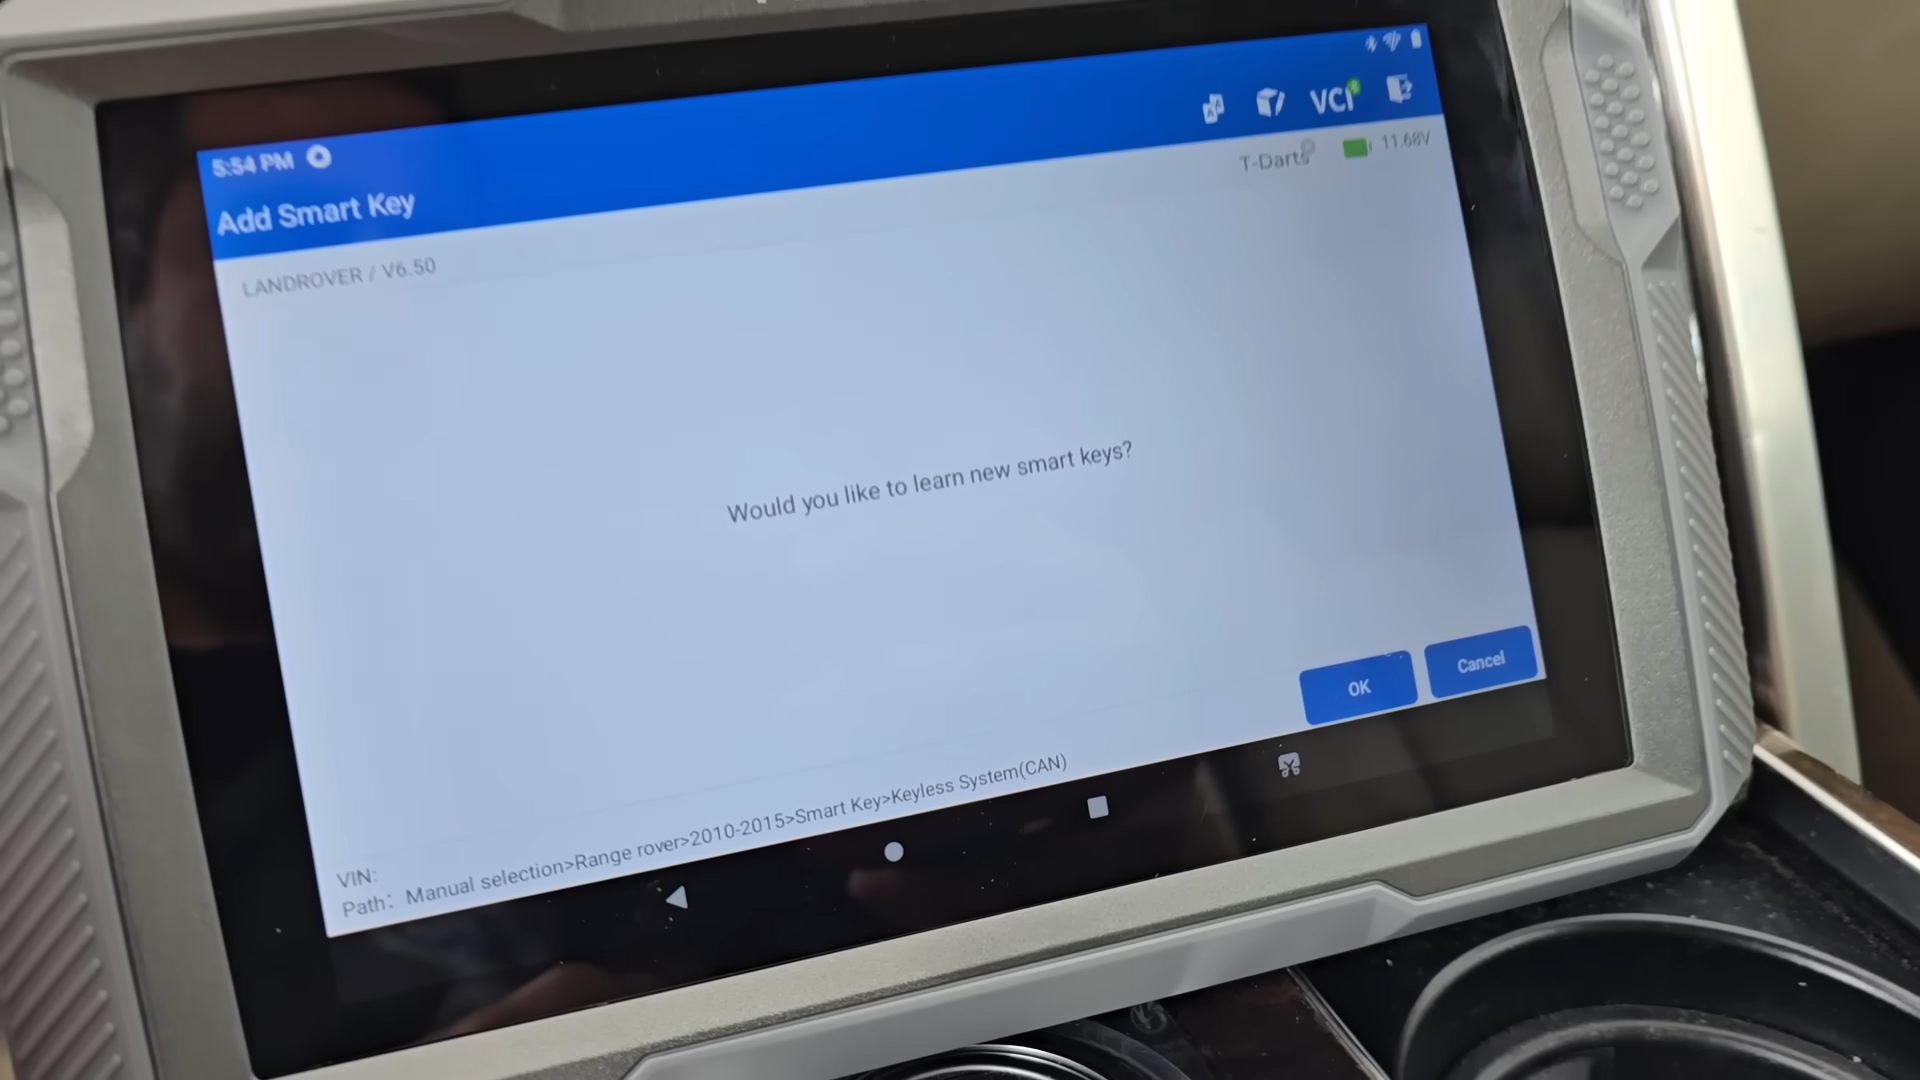 5:54 PM
VCI
Add Smart Key
T-Darts
11.68V
LANDROVER / V6.50
Would you like to learn new smart keys?
OK
Cancel
VIN:
Path: Manual selection>Range rover>2010-2015>Smart Key>Keyless System(CAN)